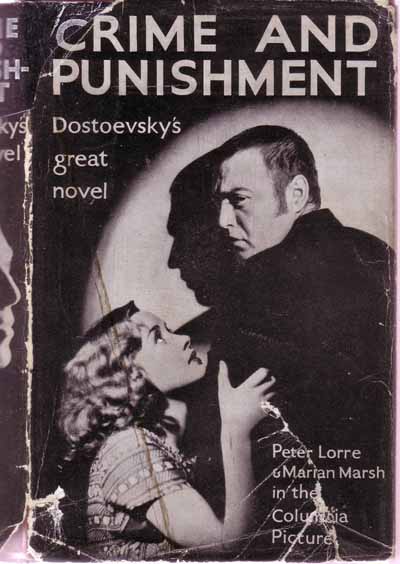 CRIME AND
PUNISHMENT
Dostoevsky's
great
novel
Peter Lorre
& Marian Marsh
in the
Columbia
Picture